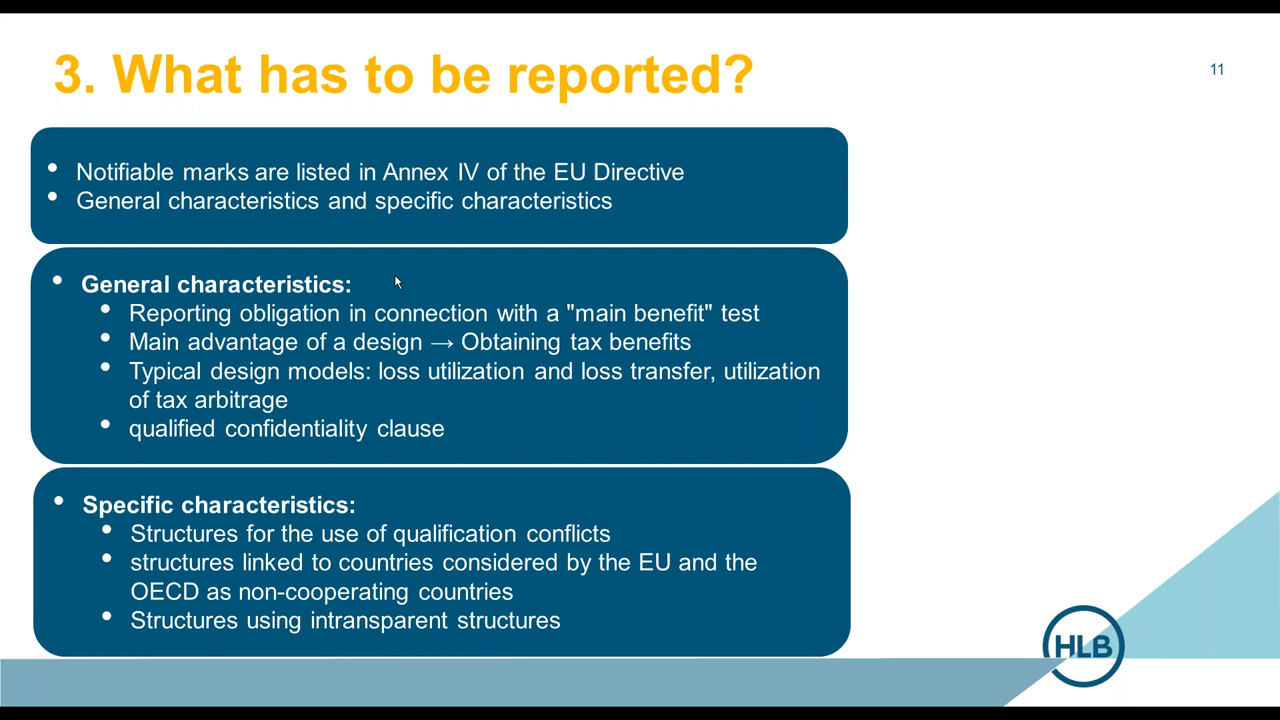 3. What has to be reported?
11
• Notifiable marks are listed in Annex IV of the EU Directive
• General characteristics and specific characteristics
• General characteristics:
• Reporting obligation in connection with a "main benefit" test
• Main advantage of a design → Obtaining tax benefits
• Typical design models: loss utilization and loss transfer, utilization
of tax arbitrage
• qualified confidentiality clause
• Specific characteristics:
• Structures for the use of qualification conflicts
• structures linked to countries considered by the EU and the
OECD as non-cooperating countries
• Structures using intransparent structures
HLB